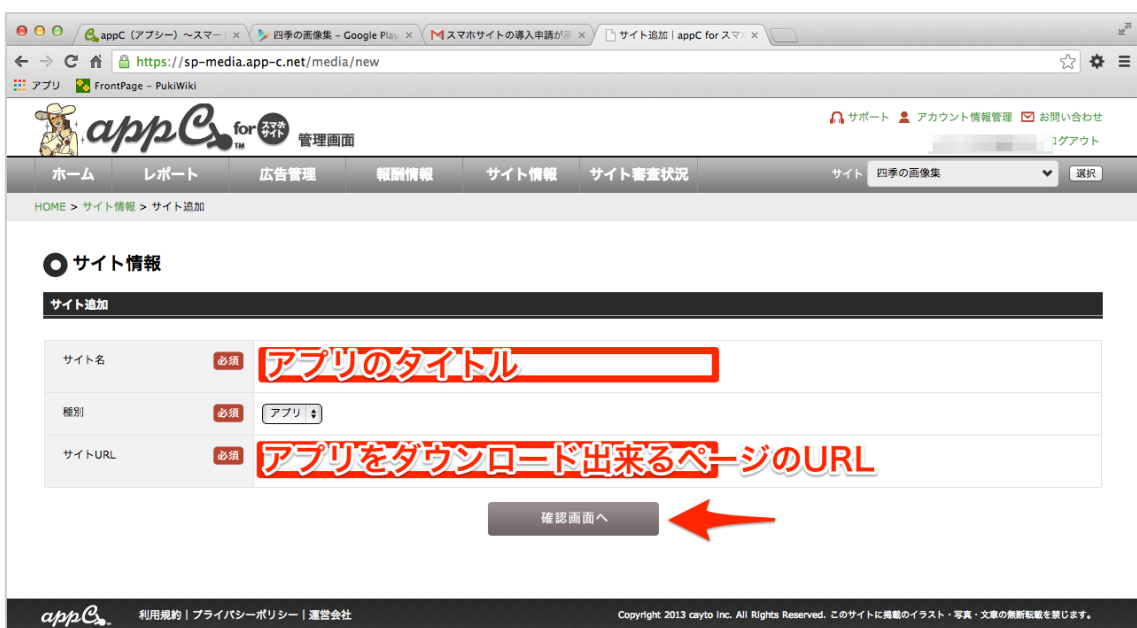 appC（アプシー）〜スマート
四季の画像集 - Google Play
スマホサイトの導入申請が承
サイト追加 | appC for スマ
https://sp-media.app-c.net/media/new
アプリ FrontPage - PukiWiki
appC for スマホサイト 管理画面
TM
サポート アカウント情報管理 お問い合わせ
ログアウト
ホーム レポート 広告管理 報酬情報 サイト情報 サイト審査状況 サイト 四季の画像集 選択
HOME > サイト情報 > サイト追加
サイト情報
サイト追加
サイト名 必須 アプリのタイトル
種別 必須 アプリ
サイトURL 必須 アプリをダウンロード出来るページのURL
確認画面へ
appC 利用規約 | プライバシーポリシー | 運営会社 Copyright 2013 cayto inc. All Rights Reserved. このサイトに掲載のイラスト・写真・文章の無断転載を禁じます。